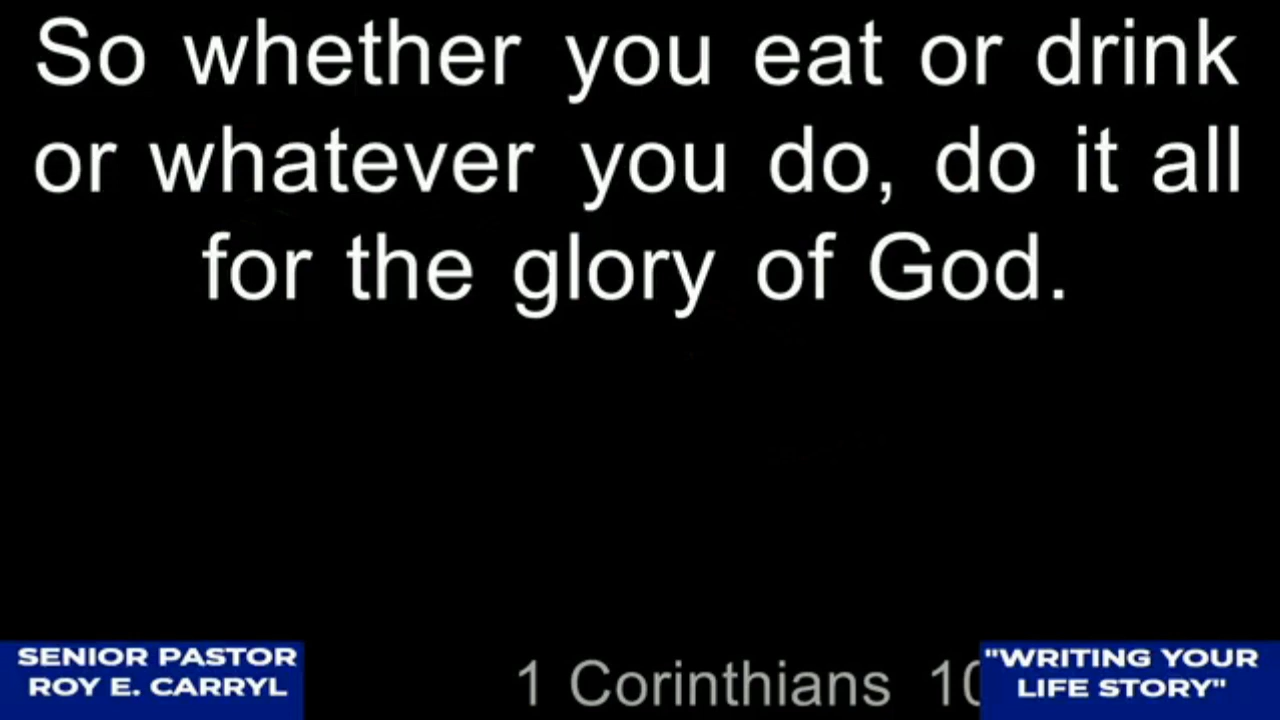 So whether you eat or drink
or whatever you do, do it all
for the glory of God.
SENIOR PASTOR
ROY E. CARRYL
1 Corinthians 10
"WRITING YOUR
LIFE STORY"